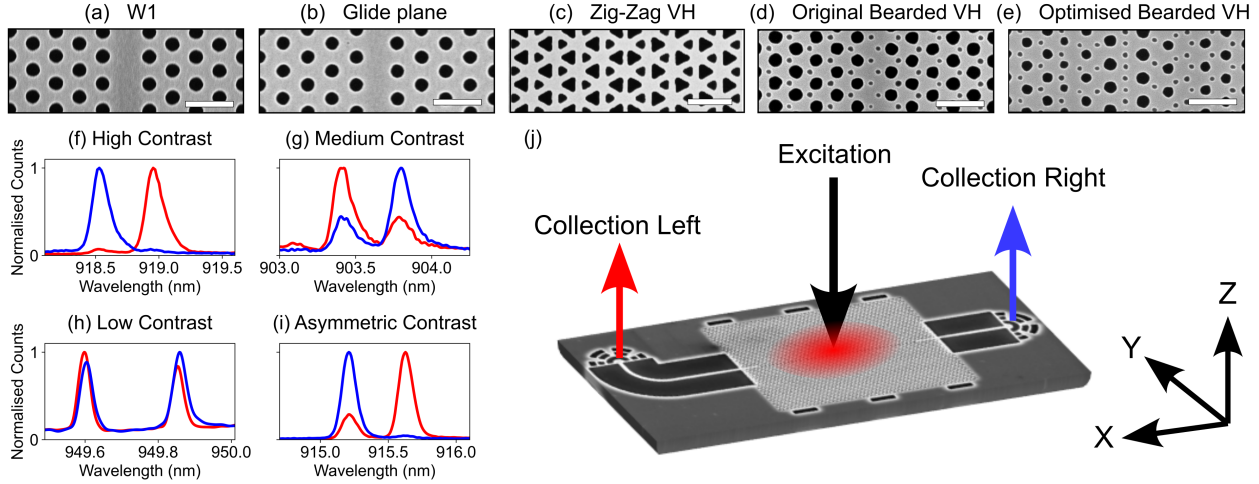 (a) W1
(b) Glide plane
(c) Zig-Zag VH
(d) Original Bearded VH
(e) Optimised Bearded VH
(f) High Contrast
Normalised Counts
1
0
918.5 919.0 919.5
Wavelength (nm)
(g) Medium Contrast
903.0 903.5 904.0
Wavelength (nm)
(h) Low Contrast
Normalised Counts
1
0
949.6 949.8 950.0
Wavelength (nm)
(i) Asymmetric Contrast
915.0 915.5 916.0
Wavelength (nm)
(j)
Excitation
Collection Right
Collection Left
Z
Y
X